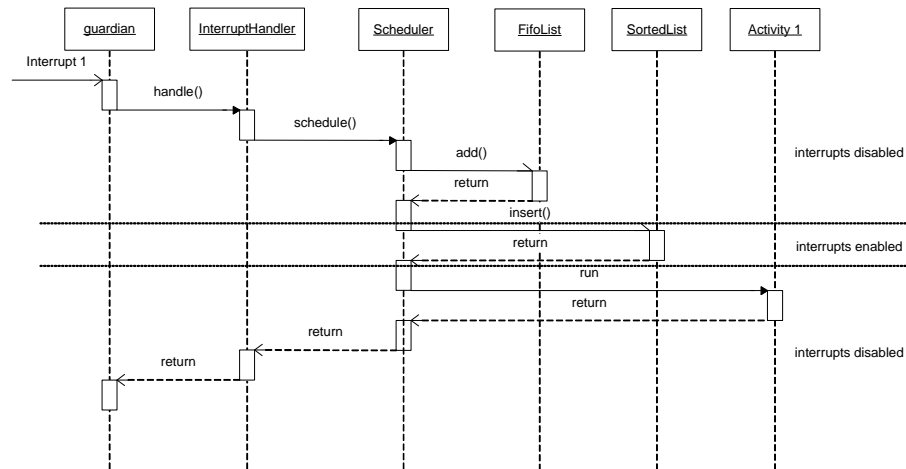 guardian
InterruptHandler
Scheduler
FifoList
SortedList
Activity 1
Interrupt 1
handle()
schedule()
add()
interrupts disabled
return
insert()
return
interrupts enabled
run
return
return
return
interrupts disabled